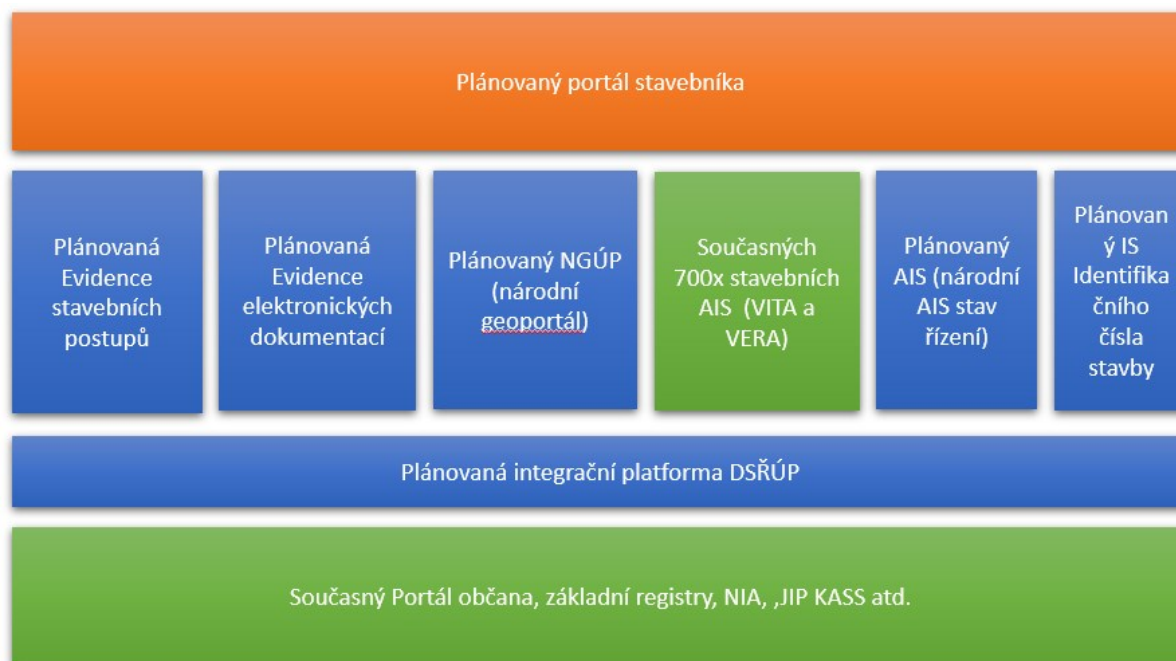 Plánovaný portál stavebníka
Plánovaná
Evidence
stavebních
postupů
Plánovaná
Evidence
elektronických
dokumentací
Plánovaný NGÚP
(národní
geoportál)
Současných
700x stavebních
AIS  (VITA a
VERA)
Plánovaný
AIS (národní
AIS stav
řízení)
Plánovan
ý IS
Identifika
čního
čísla
stavby
Plánovaná integrační platforma DSŘÚP
Současný Portál občana, základní registry, NIA, ,JIP KASS atd.